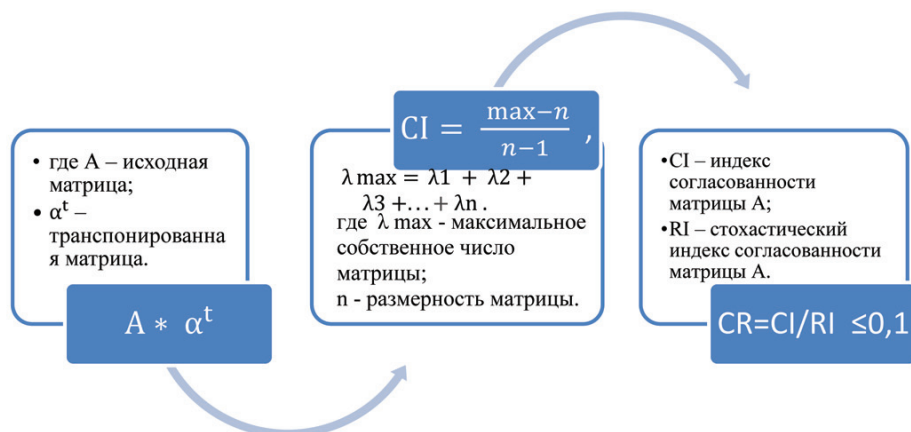 • где A – исходная
матрица;
• αᵗ –
транспонированна
я матрица.
A * αᵗ
CI = (max−n)/(n−1) ,
λ max = λ1 + λ2 +
λ3 +…+ λn .
где λ max - максимальное
собственное число
матрицы;
n - размерность матрицы.
•CI – индекс
согласованности
матрицы А;
•RI – стохастический
индекс согласованности
матрицы А.
CR=CI/RI ≤0,1